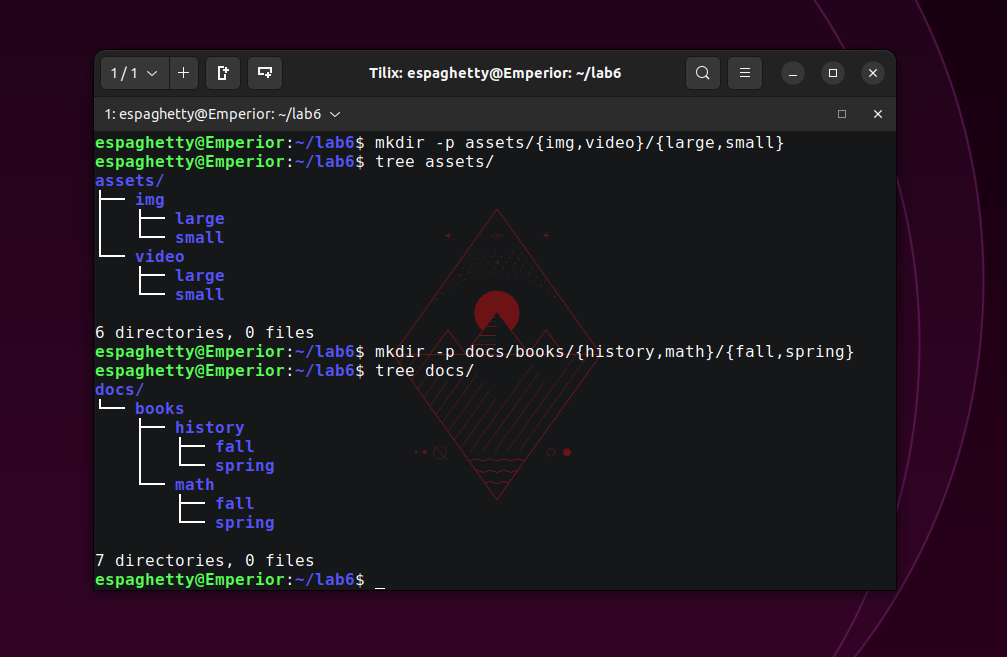 1 / 1
Tilix: espaghetty@Emperior: ~/lab6
1: espaghetty@Emperior: ~/lab6
espaghetty@Emperior:~/lab6$ mkdir -p assets/{img,video}/{large,small}
espaghetty@Emperior:~/lab6$ tree assets/
assets/
├── img
│   ├── large
│   └── small
└── video
    ├── large
    └── small
6 directories, 0 files
espaghetty@Emperior:~/lab6$ mkdir -p docs/books/{history,math}/{fall,spring}
espaghetty@Emperior:~/lab6$ tree docs/
docs/
└── books
    ├── history
    │   ├── fall
    │   └── spring
    └── math
        ├── fall
        └── spring
7 directories, 0 files
espaghetty@Emperior:~/lab6$ _